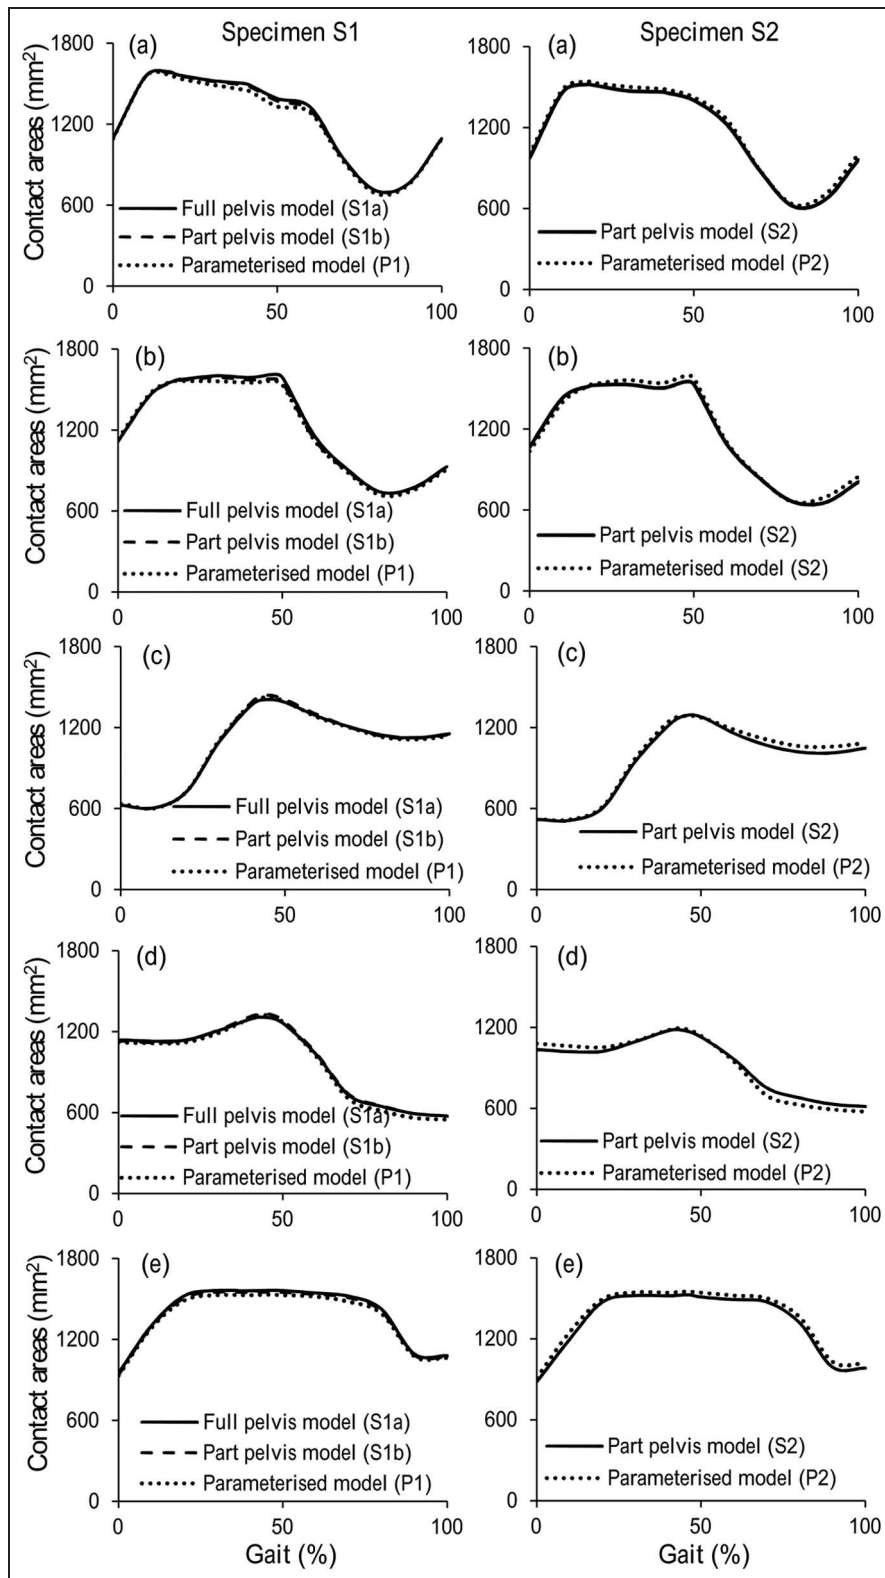 Specimen S1
Specimen S2
Contact areas (mm²)
(a)
1800
1200
600
0
Full pelvis model (S1a)
Part pelvis model (S1b)
Parameterised model (P1)
0 50 100
(a)
1800
1200
600
0
Part pelvis model (S2)
Parameterised model (P2)
0 50 100
Contact areas (mm²)
(b)
1800
1200
600
0
Full pelvis model (S1a)
Part pelvis model (S1b)
Parameterised model (P1)
0 50 100
(b)
1800
1200
600
0
Part pelvis model (S2)
Parameterised model (S2)
0 50 100
Contact areas (mm²)
(c)
1800
1200
600
0
Full pelvis model (S1a)
Part pelvis model (S1b)
Parameterised model (P1)
0 50 100
(c)
1800
1200
600
0
Part pelvis model (S2)
Parameterised model (P2)
0 50 100
Contact areas (mm²)
(d)
1800
1200
600
0
Full pelvis model (S1a)
Part pelvis model (S1b)
Parameterised model (P1)
0 50 100
(d)
1800
1200
600
0
Part pelvis model (S2)
Parameterised model (P2)
0 50 100
Contact areas (mm²)
(e)
1800
1200
600
0
Full pelvis model (S1a)
Part pelvis model (S1b)
Parameterised model (P1)
0 50 100
Gait (%)
(e)
1800
1200
600
0
Part pelvis model (S2)
Parameterised model (P2)
0 50 100
Gait (%)